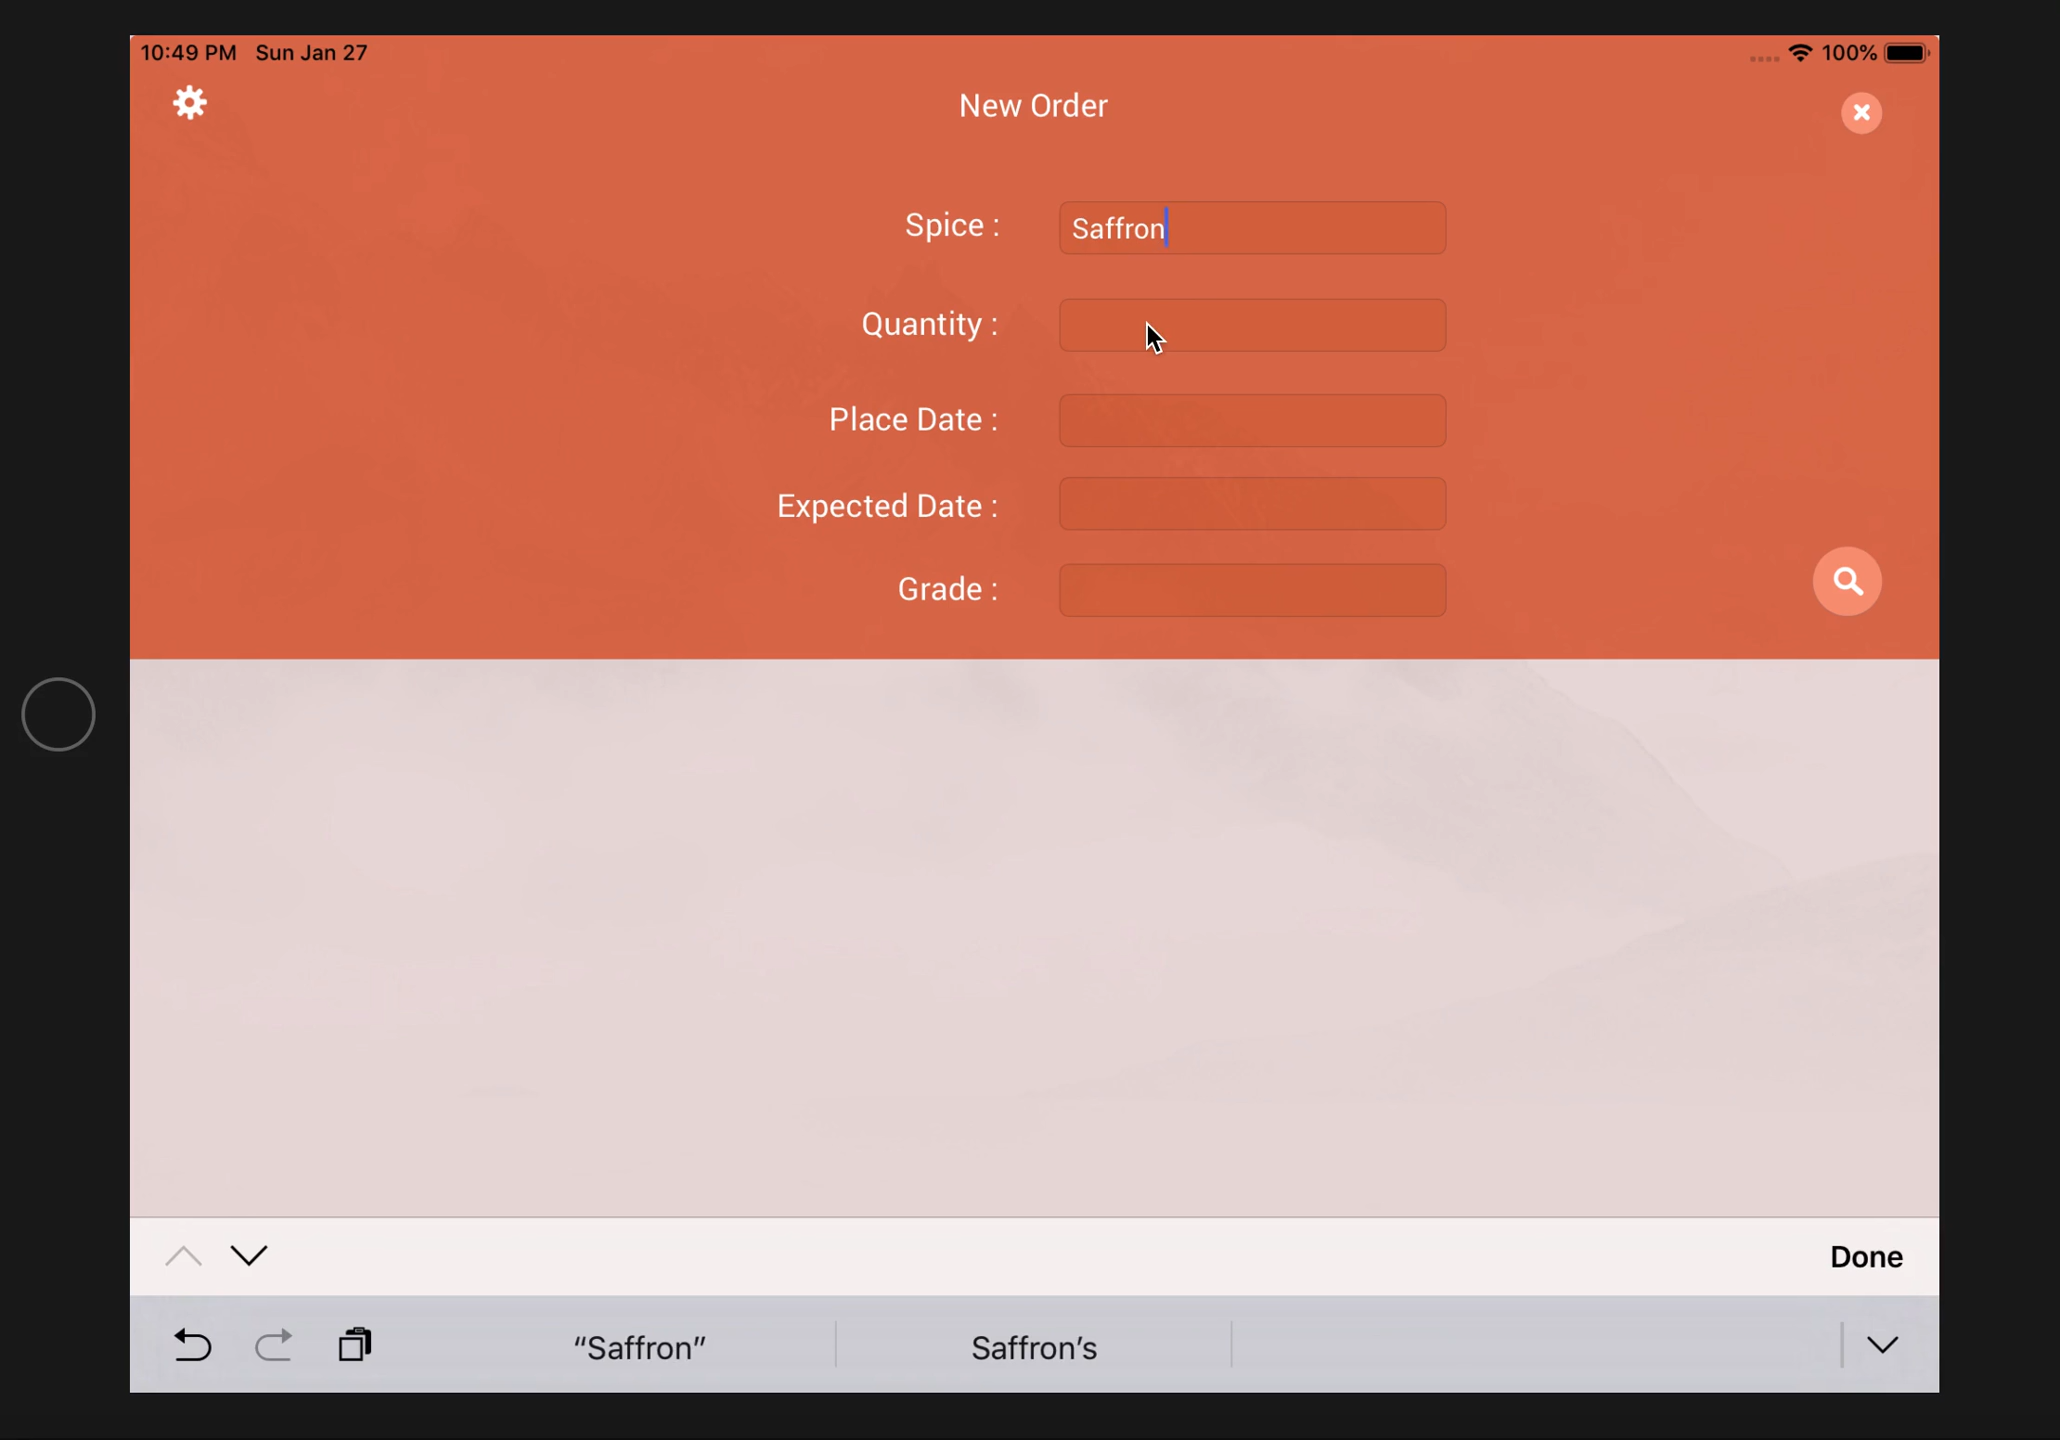 10:49 PM Sun Jan 27
100%
New Order
Spice : Saffron
Quantity :
Place Date :
Expected Date :
Grade :
Done
“Saffron” Saffron’s